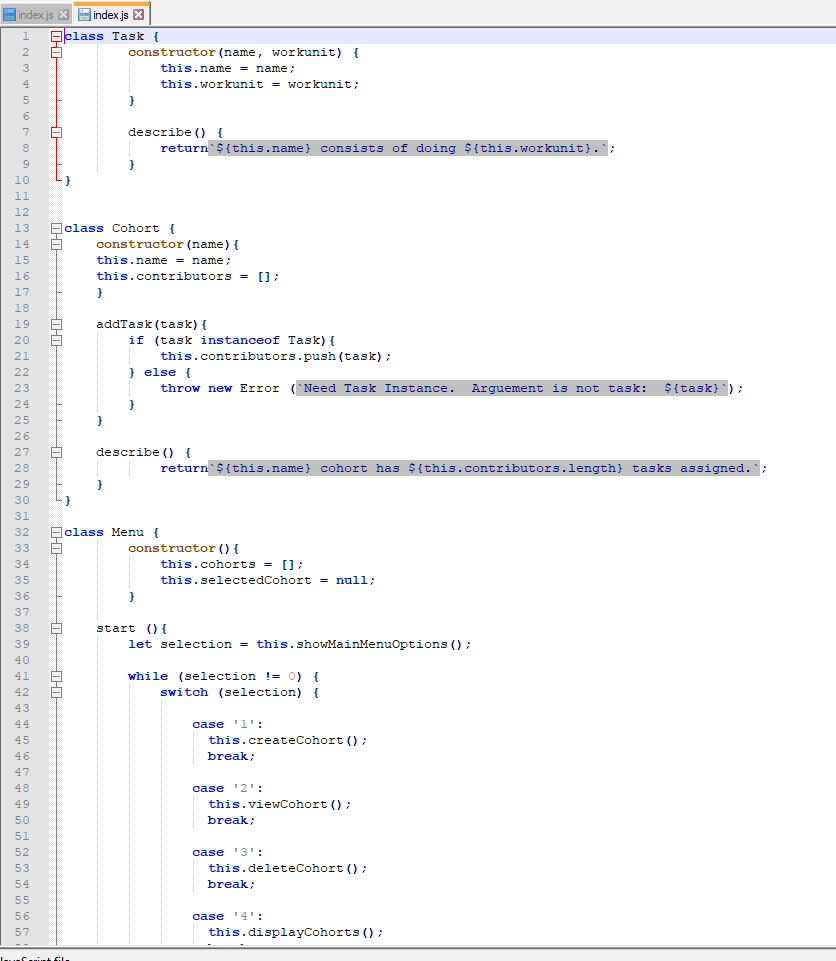 index.js index.js
1 class Task {
2 constructor(name, workunit) {
3 this.name = name;
4 this.workunit = workunit;
5 }
6
7 describe() {
8 return`${this.name} consists of doing ${this.workunit}.`;
9 }
10 }
11
12
13 class Cohort {
14 constructor(name){
15 this.name = name;
16 this.contributors = [];
17 }
18
19 addTask(task){
20 if (task instanceof Task){
21 this.contributors.push(task);
22 } else {
23 throw new Error (`Need Task Instance.  Arguement is not task:  ${task}`);
24 }
25 }
26
27 describe() {
28 return`${this.name} cohort has ${this.contributors.length} tasks assigned.`;
29 }
30 }
31
32 class Menu {
33 constructor(){
34 this.cohorts = [];
35 this.selectedCohort = null;
36 }
37
38 start (){
39 let selection = this.showMainMenuOptions();
40
41 while (selection != 0) {
42 switch (selection) {
43
44 case '1':
45 this.createCohort();
46 break;
47
48 case '2':
49 this.viewCohort();
50 break;
51
52 case '3':
53 this.deleteCohort();
54 break;
55
56 case '4':
57 this.displayCohorts();